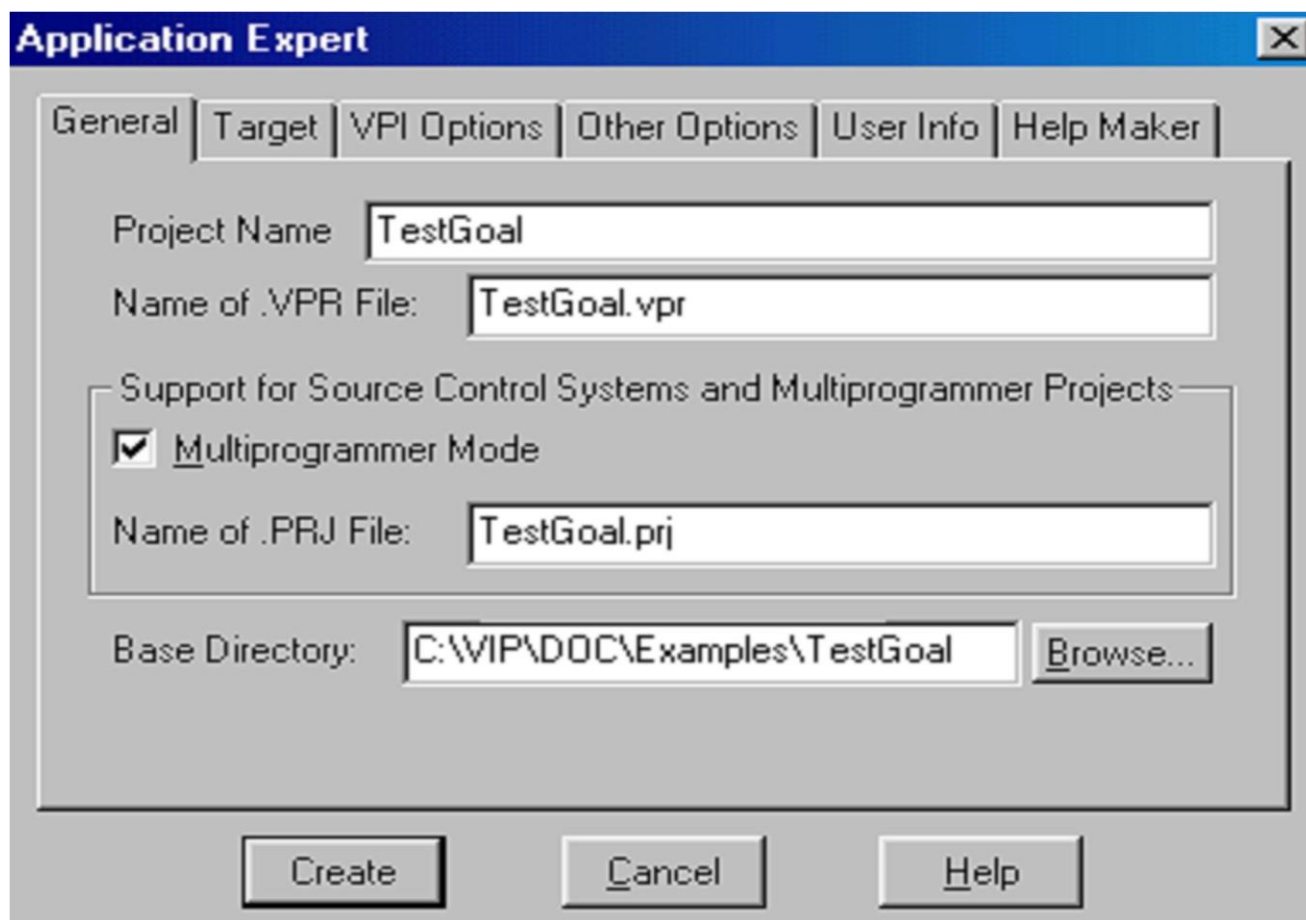 Application Expert
General Target VPI Options Other Options User Info Help Maker
Project Name TestGoal
Name of .VPR File: TestGoal.vpr
Support for Source Control Systems and Multiprogrammer Projects
Multiprogrammer Mode
Name of .PRJ File: TestGoal.prj
Base Directory: C:\VIP\DOC\Examples\TestGoal Browse...
Create Cancel Help